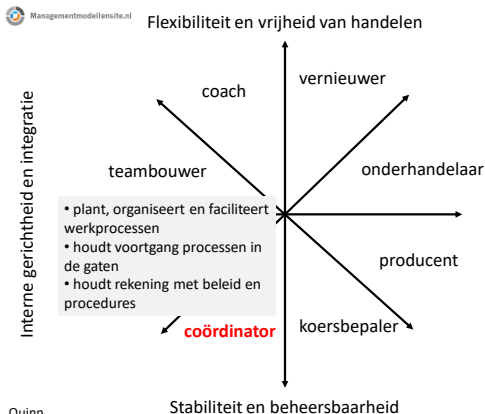 Managementmodellensite.nl
Flexibiliteit en vrijheid van handelen
coach
vernieuwer
teambouwer
onderhandelaar
Interne gerichtheid en integratie
• plant, organiseert en faciliteert
werkprocessen
• houdt voortgang processen in
de gaten
• houdt rekening met beleid en
procedures
producent
coördinator
koersbepaler
Stabiliteit en beheersbaarheid
Quinn